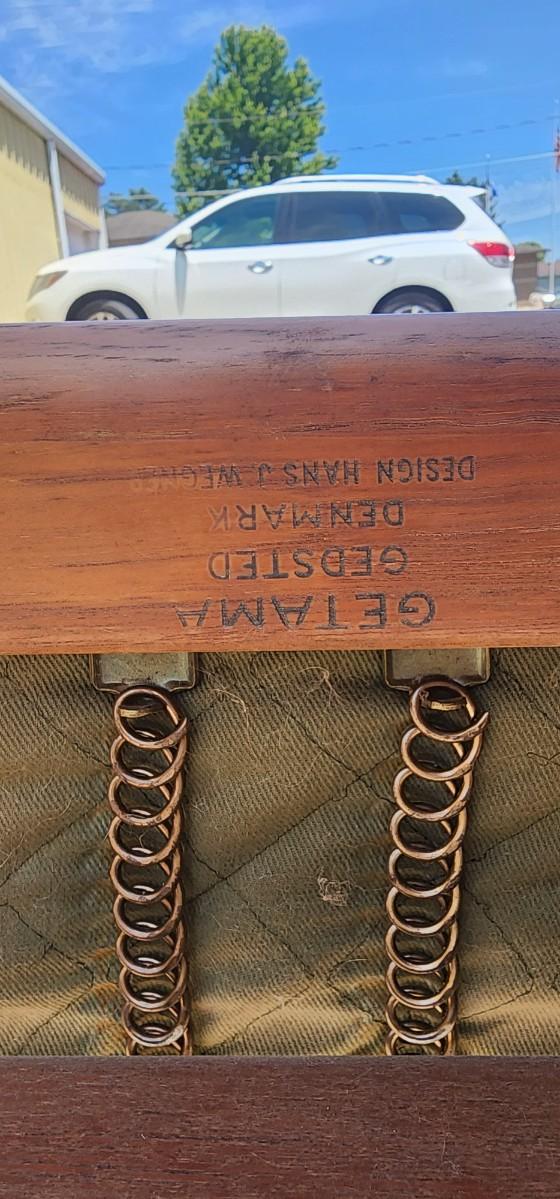 GETAMA
GEDSTED
DENMARK
DESIGN HANS J. WEGNER